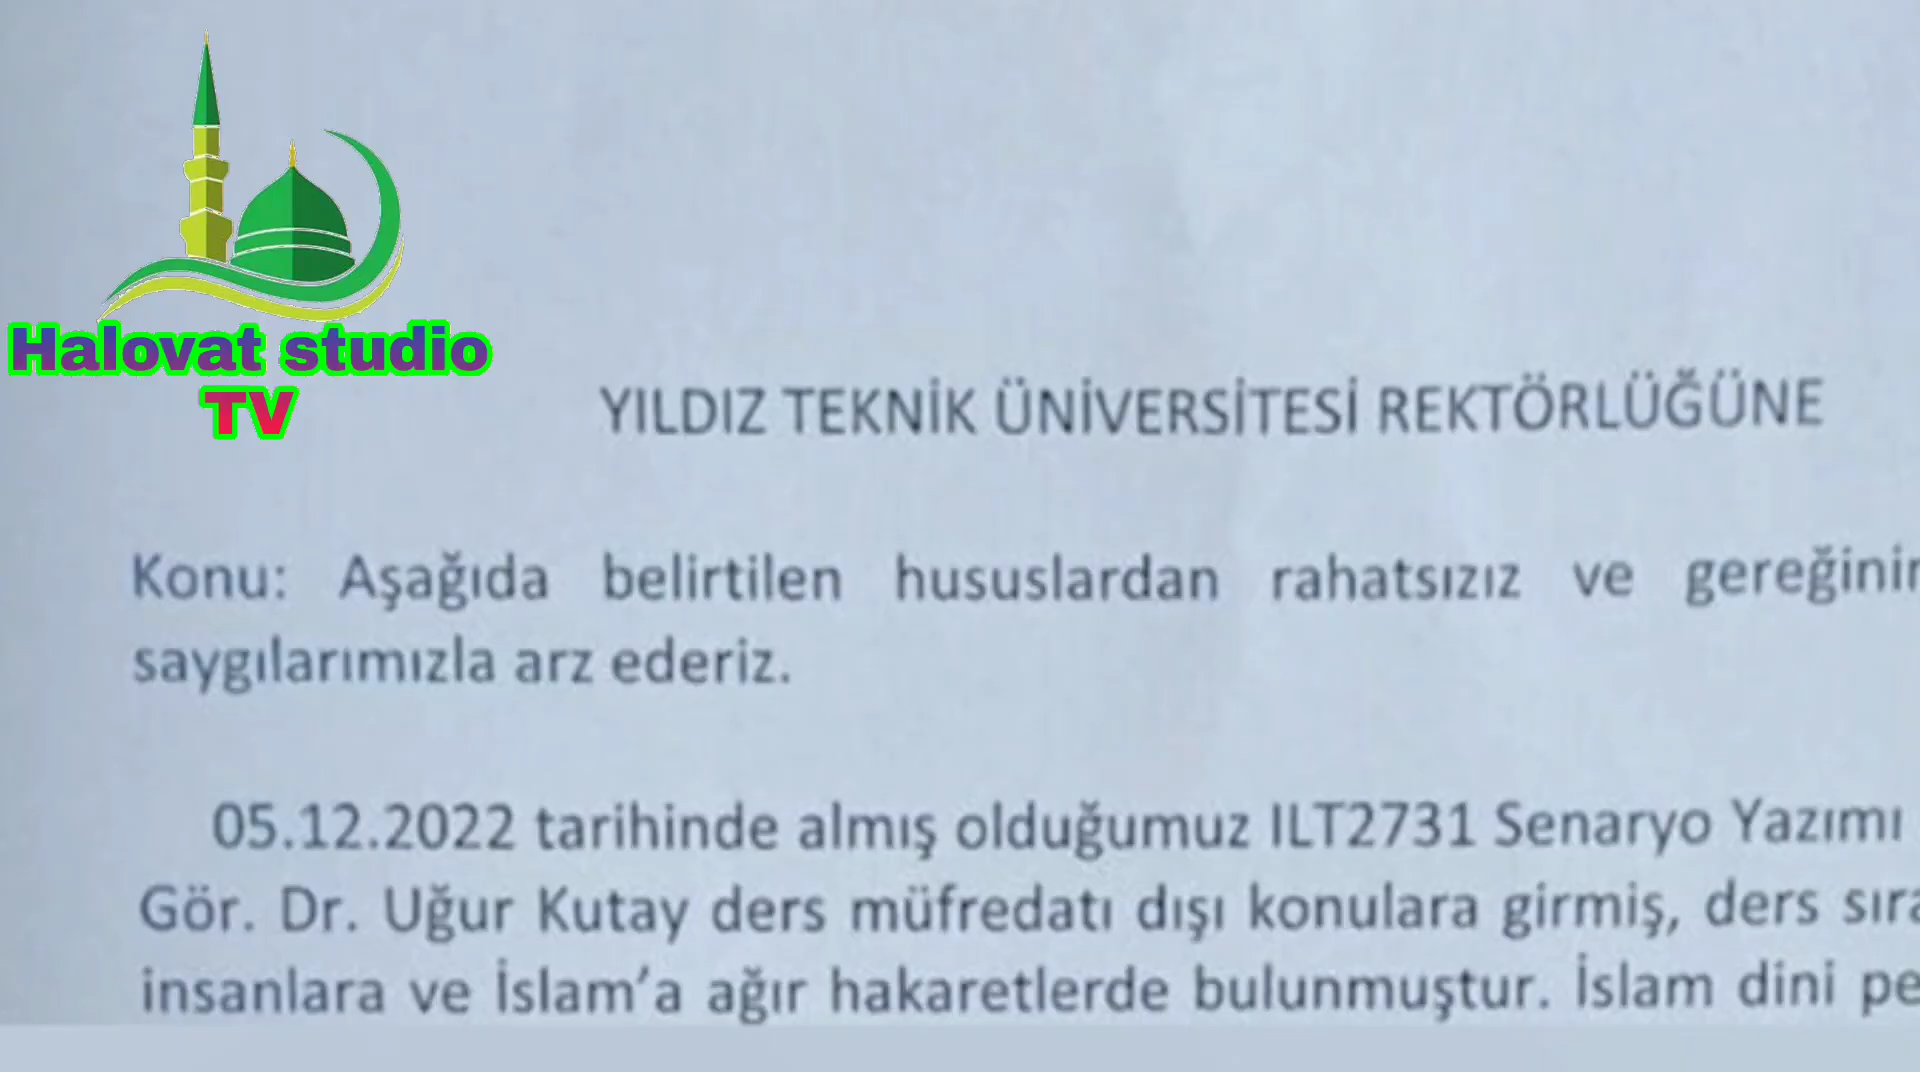 Halovat studio
TV
YILDIZ TEKNİK ÜNİVERSİTESİ REKTÖRLÜĞÜNE
Konu: Aşağıda belirtilen hususlardan rahatsızız ve
saygılarımızla arz ederiz.
05.12.2022 tarihinde almış olduğumuz ILT2731 Senaryo Yazımı
Gör. Dr. Uğur Kutay ders müfredatı dışı konulara girmiş, ders
insanlara ve İslam’a ağır hakaretlerde bulunmuştur. İslam dini